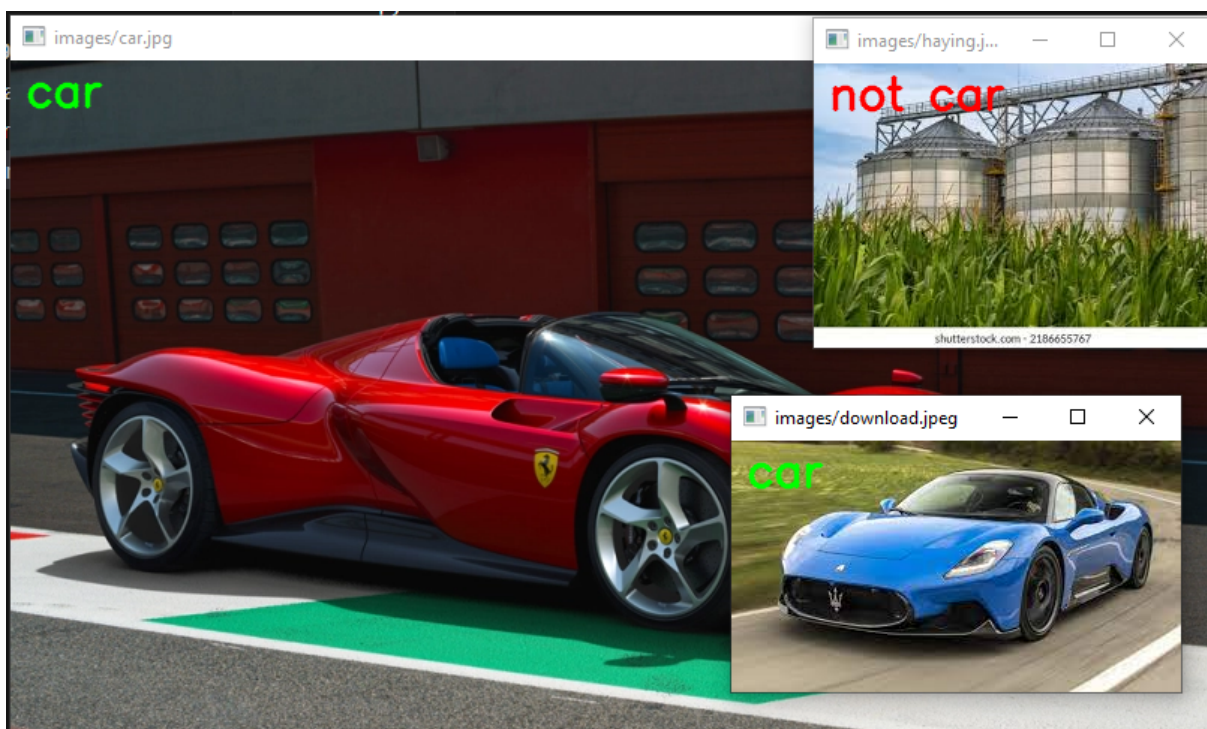 images/car.jpg
car
images/haying.j...
not car
shutterstock.com · 2186655767
images/download.jpeg
car